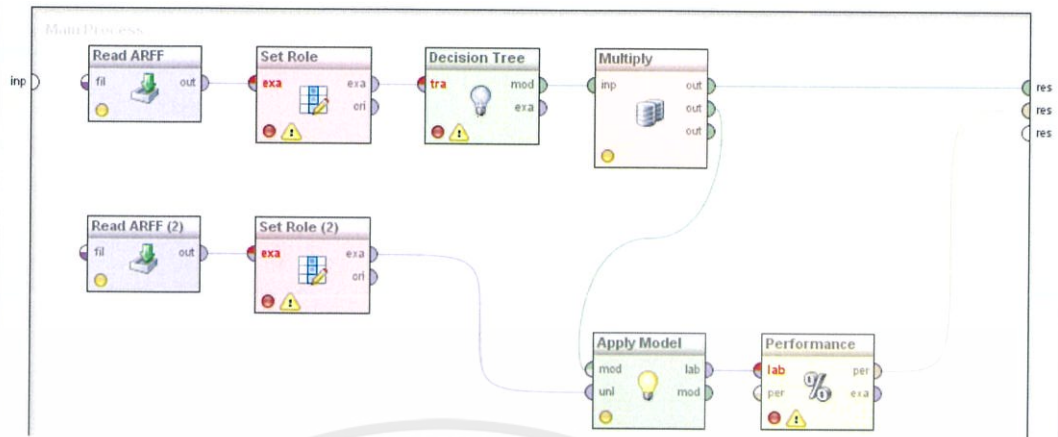 Main Process
inp
Read ARFF
fil
out
Set Role
exa
exa
ori
Decision Tree
tra
mod
exa
Multiply
inp
out
out
out
res
res
res
Read ARFF (2)
fil
out
Set Role (2)
exa
exa
ori
Apply Model
mod
unl
lab
mod
Performance
lab
per
per
exa
%